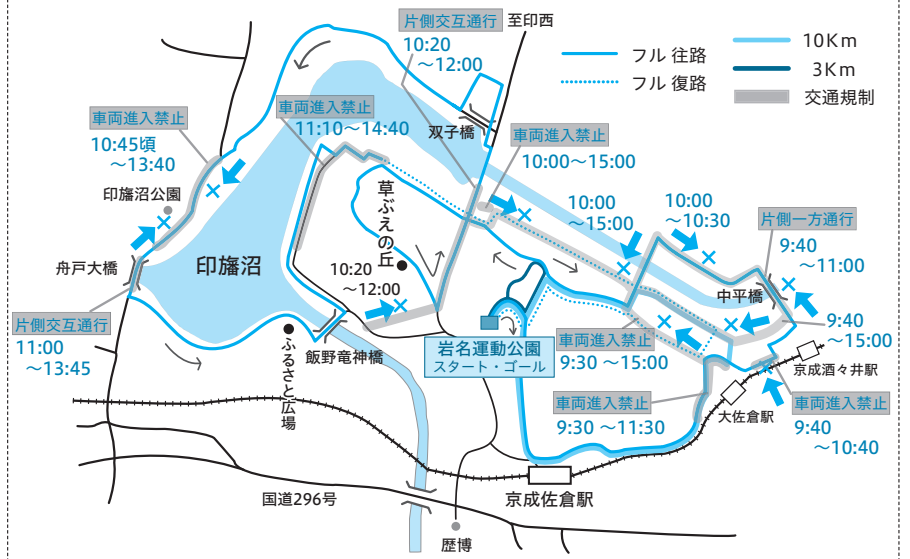 片側交互通行
10:20
～12:00
至印西
フル 往路
フル 復路
10Km
3Km
交通規制
車両進入禁止
10:45頃
～13:40
車両進入禁止
11:10～14:40
双子橋
車両進入禁止
10:00～15:00
印旛沼公園
草ぶえの丘
10:00
～15:00
10:00
～10:30
片側一方通行
9:40
～11:00
舟戸大橋
印旛沼
10:20
～12:00
中平橋
片側交互通行
11:00
～13:45
ふるさと広場
飯野竜神橋
岩名運動公園
スタート・ゴール
車両進入禁止
9:30 ～15:00
9:40
～15:00
京成酒々井駅
大佐倉駅
車両進入禁止
9:30 ～11:30
車両進入禁止
9:40
～10:40
国道296号
京成佐倉駅
歴博